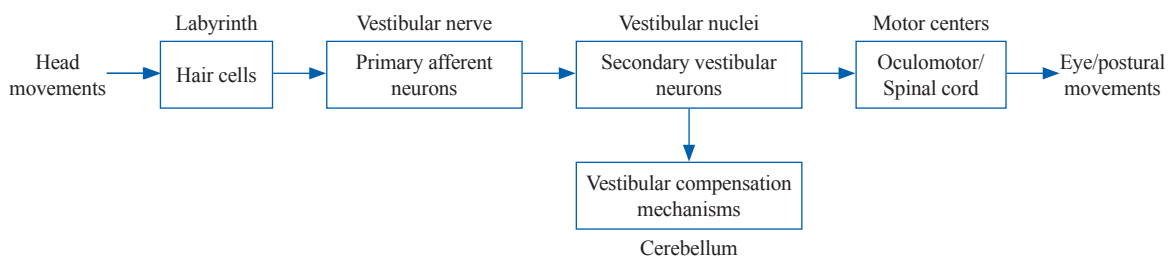 Labyrinth
Vestibular nerve
Vestibular nuclei
Motor centers
Head
movements
Hair cells
Primary afferent
neurons
Secondary vestibular
neurons
Oculomotor/
Spinal cord
Eye/postural
movements
Vestibular compensation
mechanisms
Cerebellum